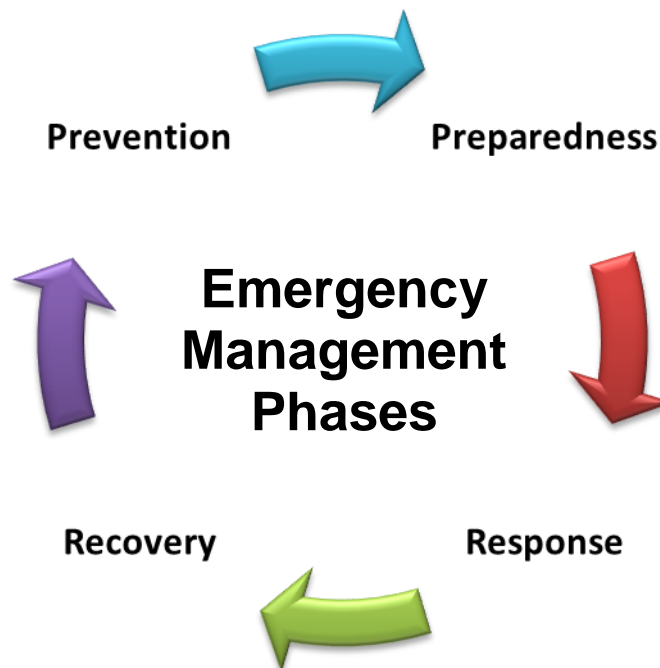 Prevention
Preparedness
Emergency
Management
Phases
Recovery
Response